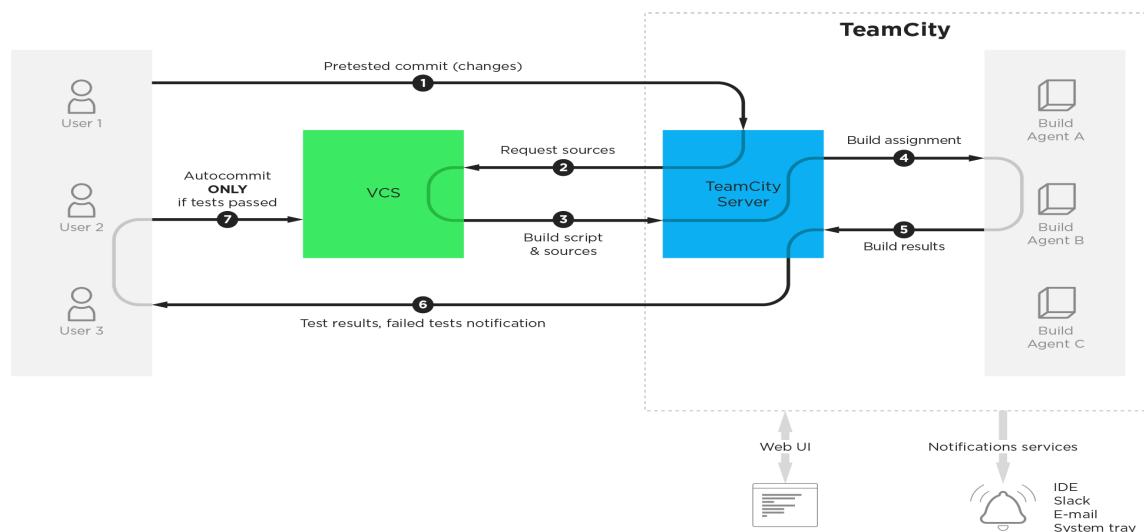 TeamCity
Pretested commit (changes)
1
User 1
Build
Agent A
Request sources
2
Build assignment
4
Autocommit
ONLY
if tests passed
7
VCS
TeamCity
Server
User 2
3
Build script
& sources
5
Build results
Build
Agent B
6
Test results, failed tests notification
User 3
Build
Agent C
Web UI
Notifications services
IDE
Slack
E-mail
System tray